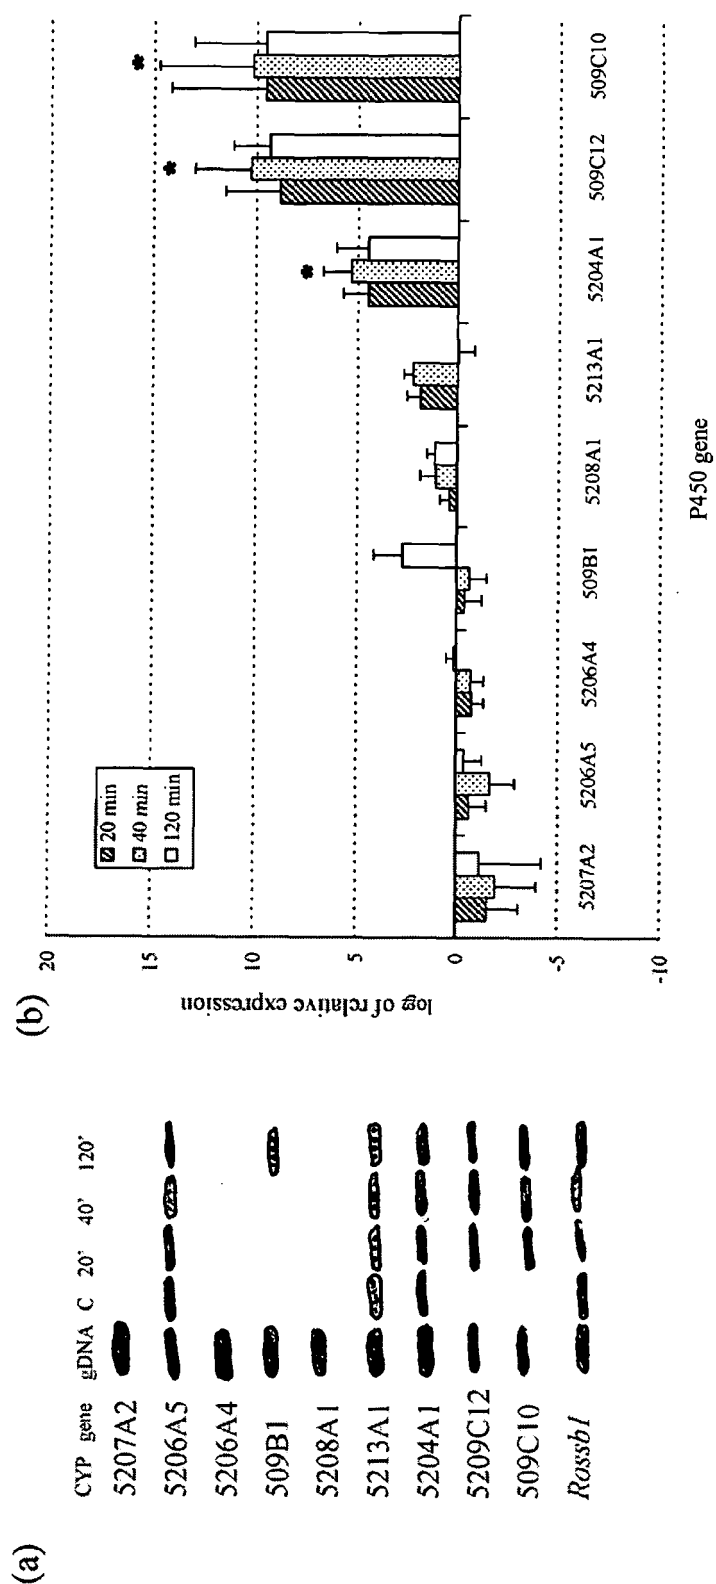 (a)
CYP gene gDNA C 20' 40' 120'
5207A2
5206A5
5206A4
509B1
5208A1
5213A1
5204A1
5209C12
509C10
Rossb1
(b)
log of relative expression
20
15
10
5
0
-5
-10
20 min
40 min
120 min
*
*
*
5207A2 5206A5 5206A4 509B1 5208A1 5213A1 5204A1 509C12 509C10
P450 gene